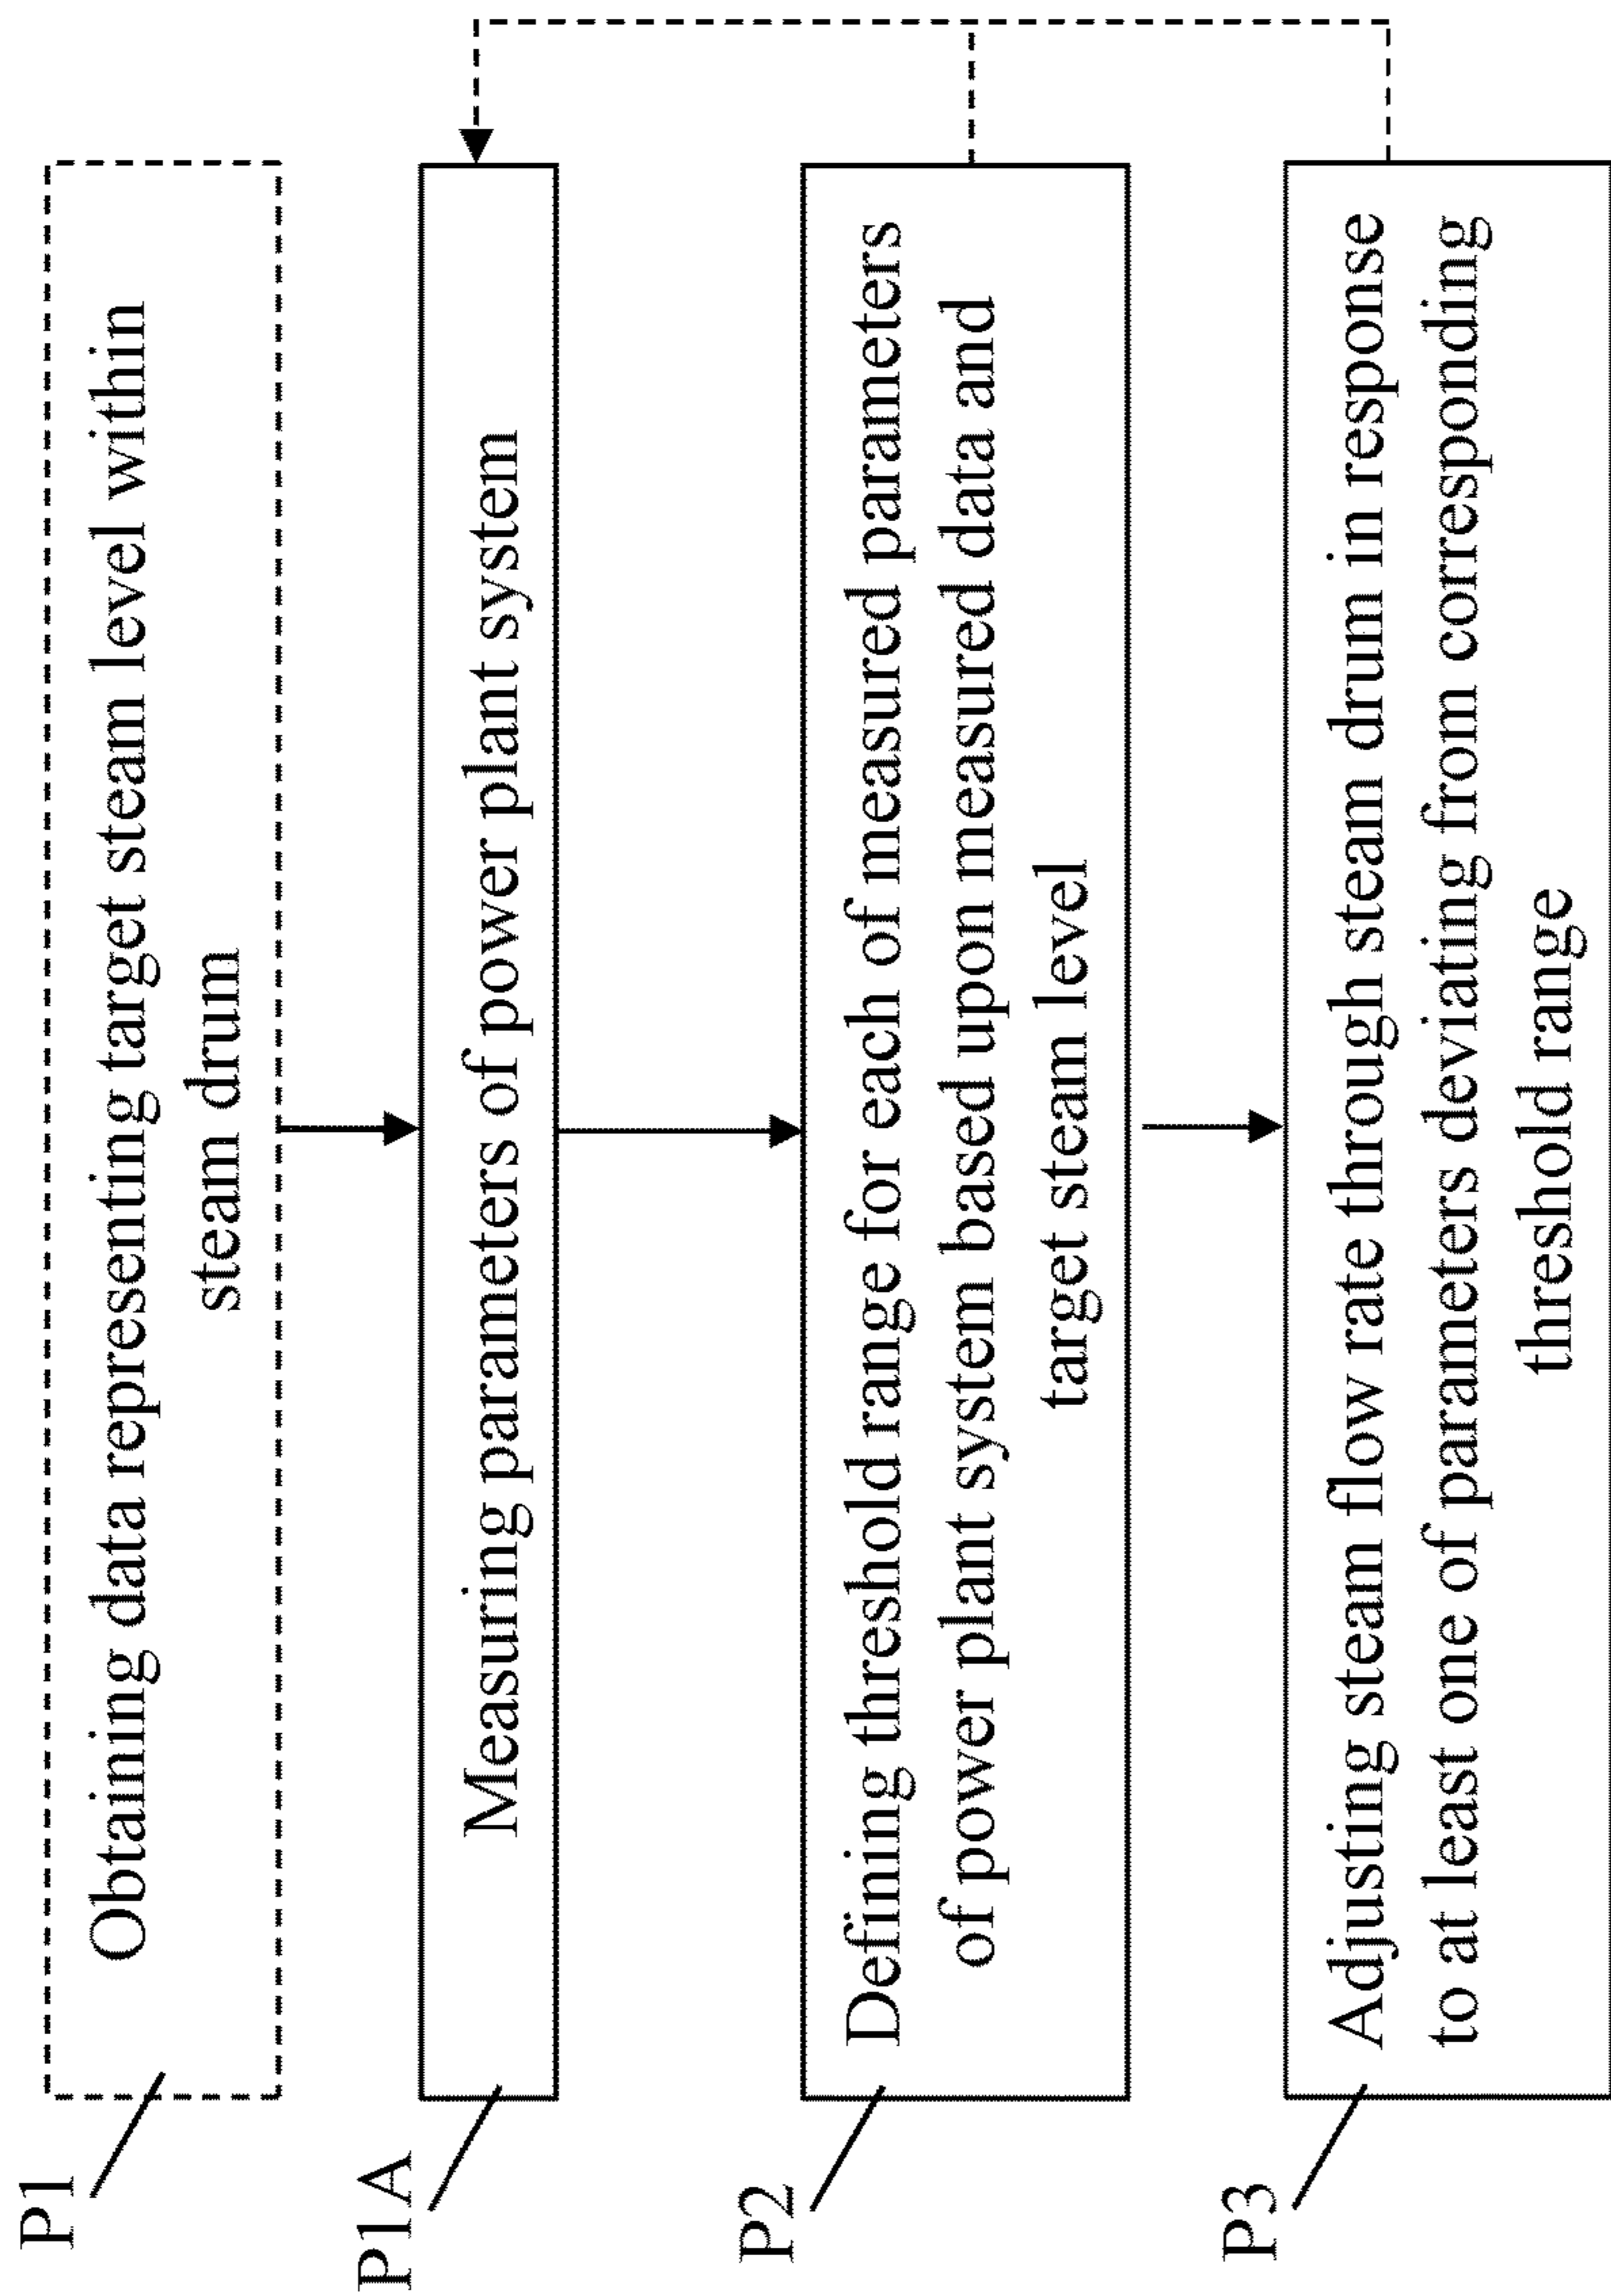 P1
Obtaining data representing target steam level within
steam drum
P1A
Measuring parameters of power plant system
P2
Defining threshold range for each of measured parameters
of power plant system based upon measured data and
target steam level
P3
Adjusting steam flow rate through steam drum in response
to at least one of parameters deviating from corresponding
threshold range